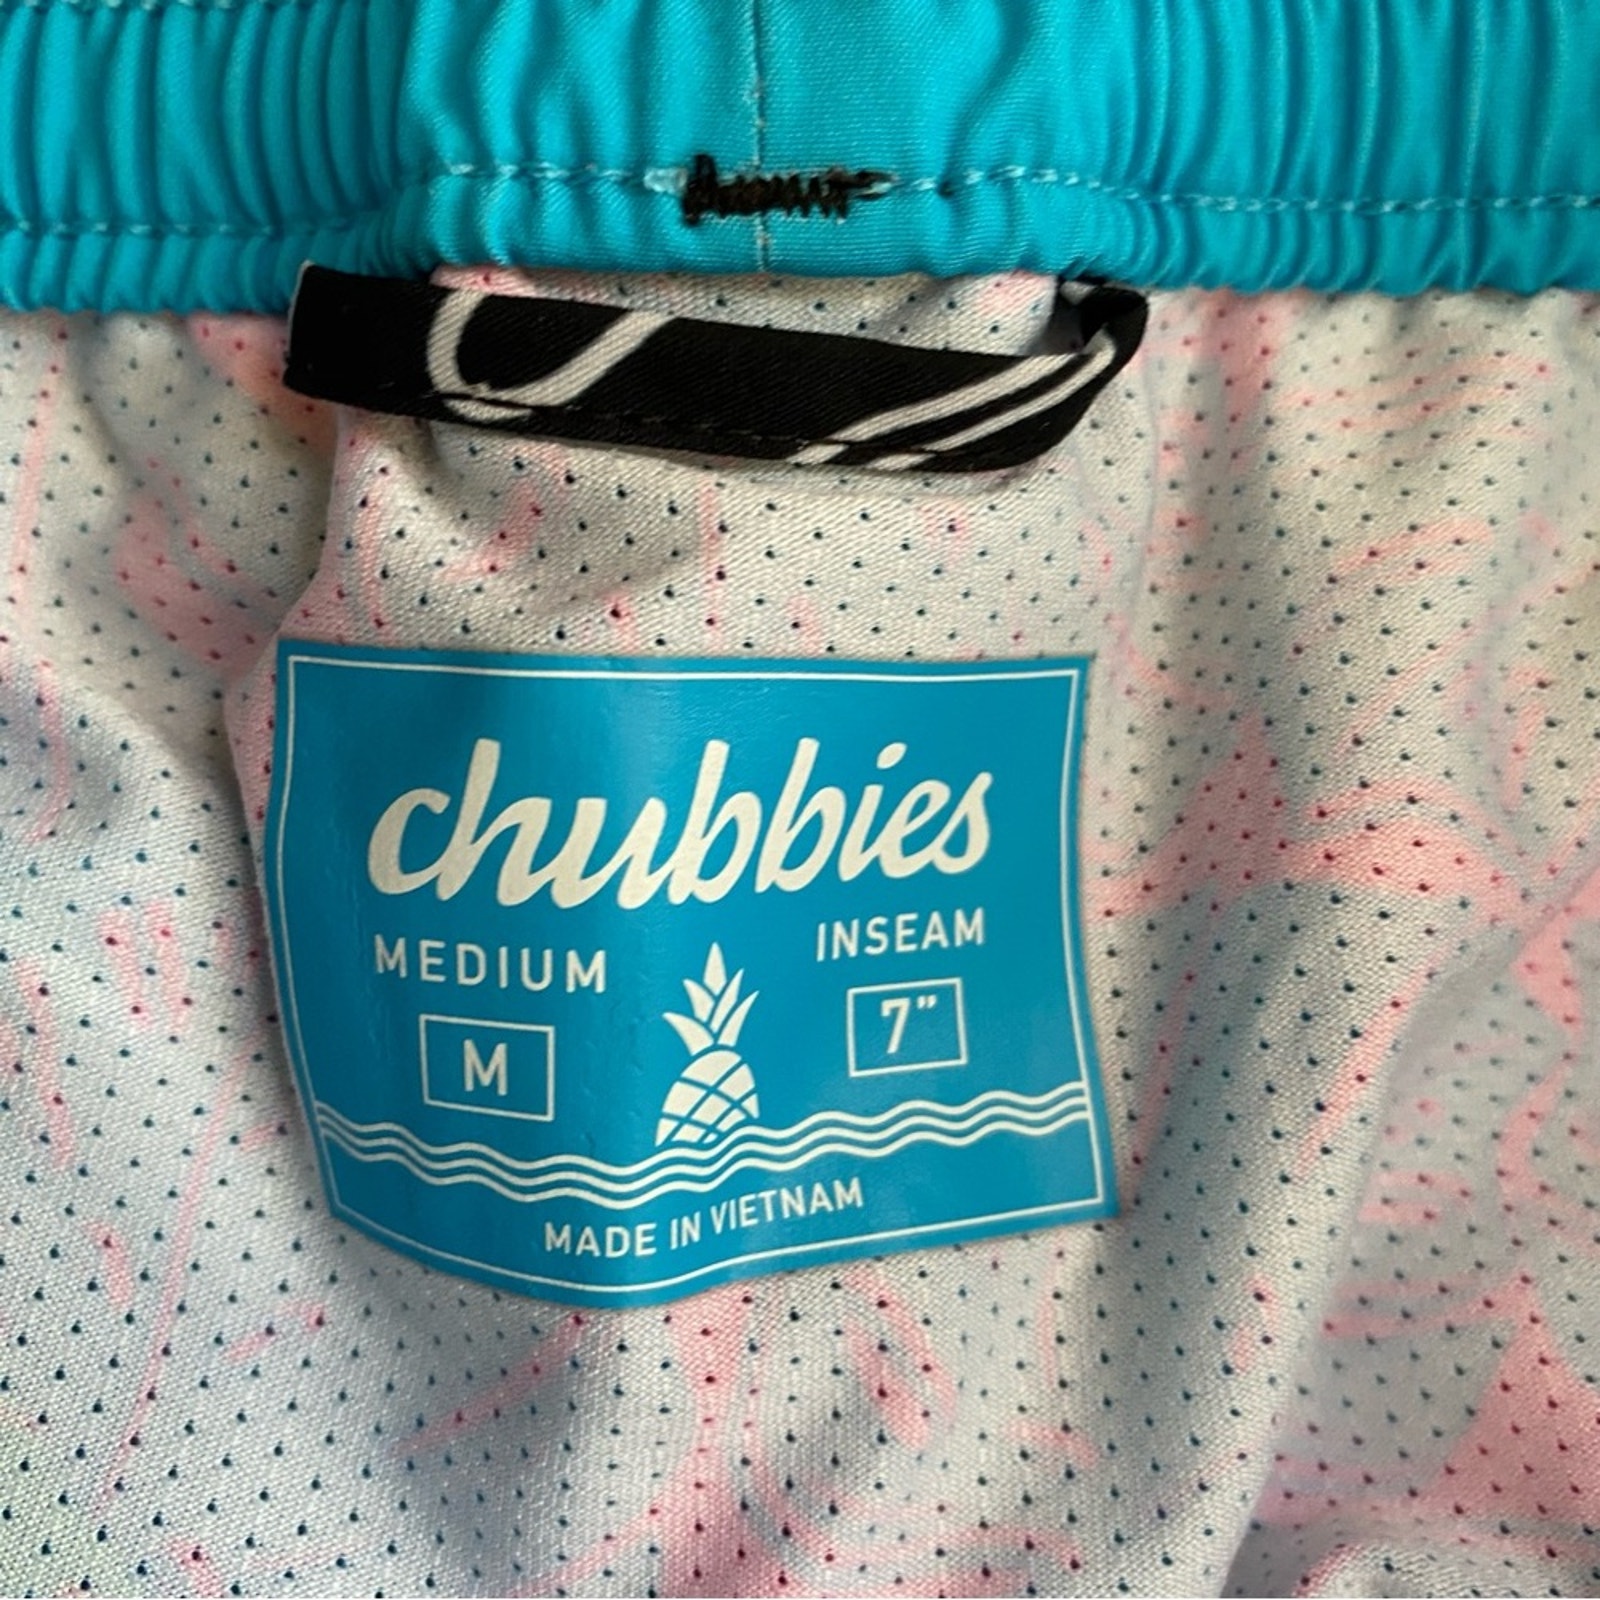 chubbies
MEDIUM
INSEAM
M
7"
MADE IN VIETNAM